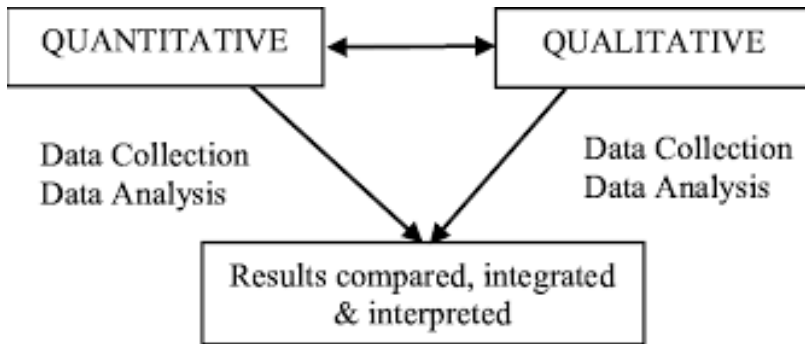 QUANTITATIVE
QUALITATIVE
Data Collection
Data Analysis
Data Collection
Data Analysis
Results compared, integrated
& interpreted